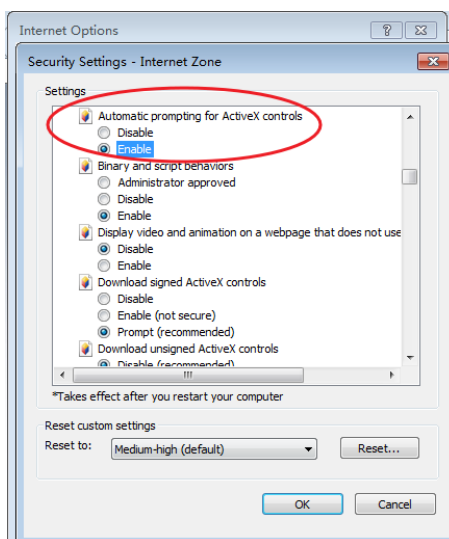 Internet Options
Security Settings - Internet Zone
Settings
Automatic prompting for ActiveX controls
Disable
Enable
Binary and script behaviors
Administrator approved
Disable
Enable
Display video and animation on a webpage that does not use
Disable
Enable
Download signed ActiveX controls
Disable
Enable (not secure)
Prompt (recommended)
Download unsigned ActiveX controls
Disable (recommended)
*Takes effect after you restart your computer
Reset custom settings
Reset to:
Medium-high (default)
Reset...
OK
Cancel